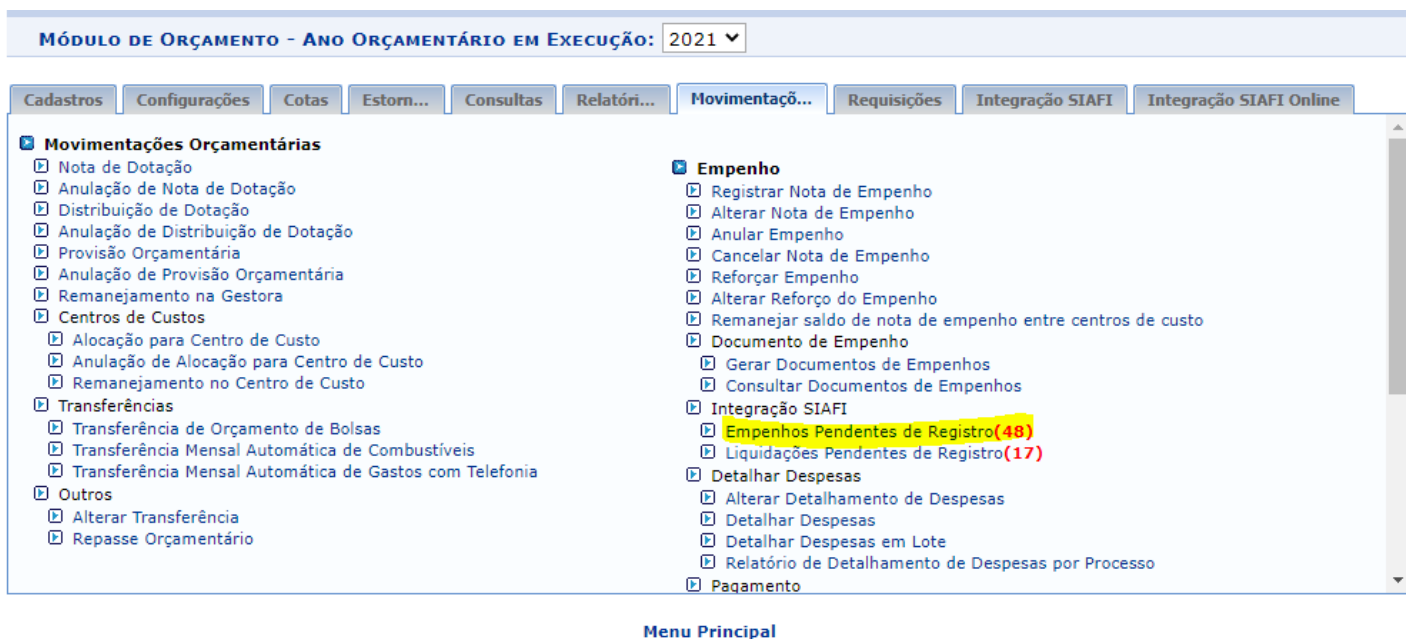 MÓDULO DE ORÇAMENTO - ANO ORÇAMENTÁRIO EM EXECUÇÃO: 2021
Cadastros Configurações Cotas Estorn... Consultas Relatóri... Movimentaçõ... Requisições Integração SIAFI Integração SIAFI Online
Movimentações Orçamentárias
Nota de Dotação
Anulação de Nota de Dotação
Distribuição de Dotação
Anulação de Distribuição de Dotação
Provisão Orçamentária
Anulação de Provisão Orçamentária
Remanejamento na Gestora
Centros de Custos
Alocação para Centro de Custo
Anulação de Alocação para Centro de Custo
Remanejamento no Centro de Custo
Transferências
Transferência de Orçamento de Bolsas
Transferência Mensal Automática de Combustíveis
Transferência Mensal Automática de Gastos com Telefonia
Outros
Alterar Transferência
Repasse Orçamentário
Empenho
Registrar Nota de Empenho
Alterar Nota de Empenho
Anular Empenho
Cancelar Nota de Empenho
Reforçar Empenho
Alterar Reforço do Empenho
Remanejar saldo de nota de empenho entre centros de custo
Documento de Empenho
Gerar Documentos de Empenhos
Consultar Documentos de Empenhos
Integração SIAFI
Empenhos Pendentes de Registro(48)
Liquidações Pendentes de Registro(17)
Detalhar Despesas
Alterar Detalhamento de Despesas
Detalhar Despesas
Detalhar Despesas em Lote
Relatório de Detalhamento de Despesas por Processo
Pagamento
Menu Principal